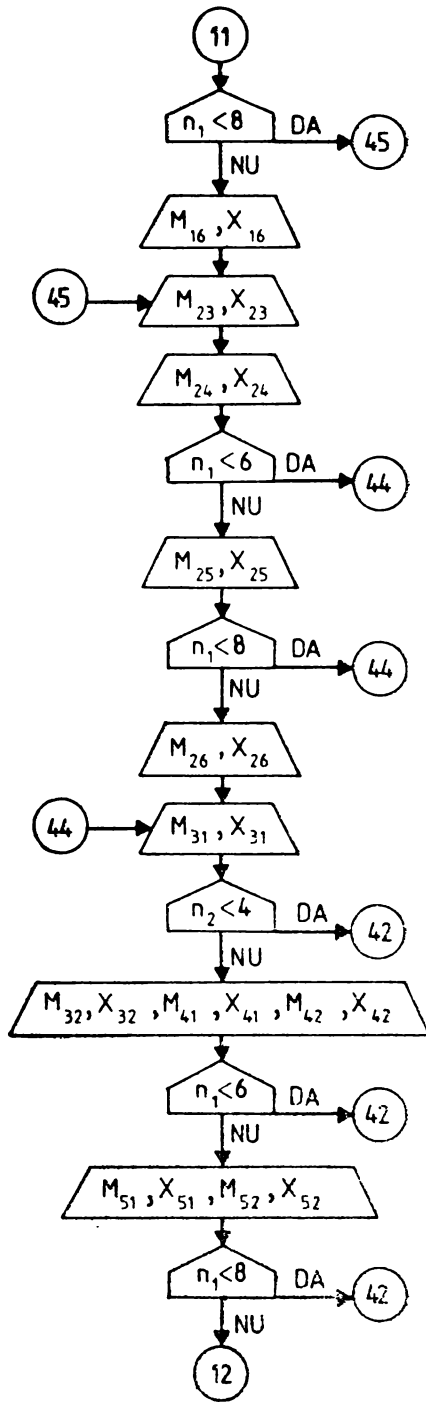 11
n₁<8 DA
45
NU
M₁₆,X₁₆
45
M₂₃,X₂₃
M₂₄,X₂₄
n₁<6 DA
44
NU
M₂₅,X₂₅
n₁<8 DA
44
NU
M₂₆,X₂₆
44
M₃₁,X₃₁
n₂<4 DA
42
NU
M₃₂,X₃₂,M₄₁,X₄₁,M₄₂,X₄₂
n₁<6 DA
42
NU
M₅₁,X₅₁,M₅₂,X₅₂
n₁<8 DA
42
NU
12